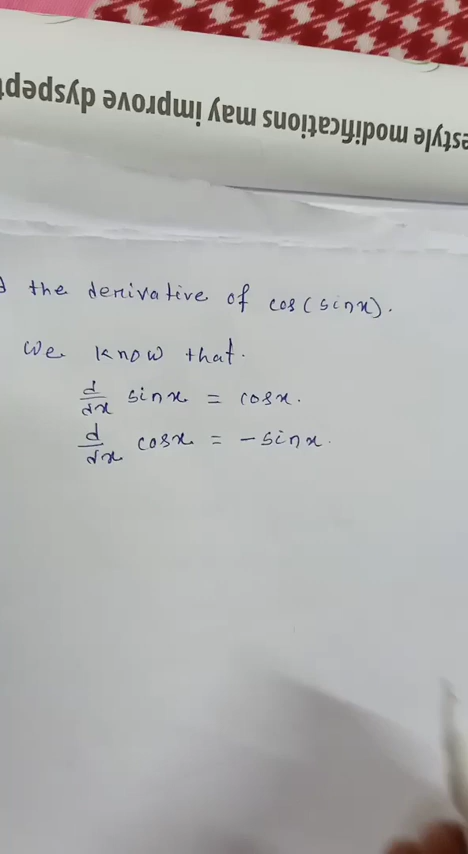 estyle modifications may improve dyspept
the derivative of cos(sinx).
We know that.
d/dx sinx = cosx.
d/dx cosx = -sinx.